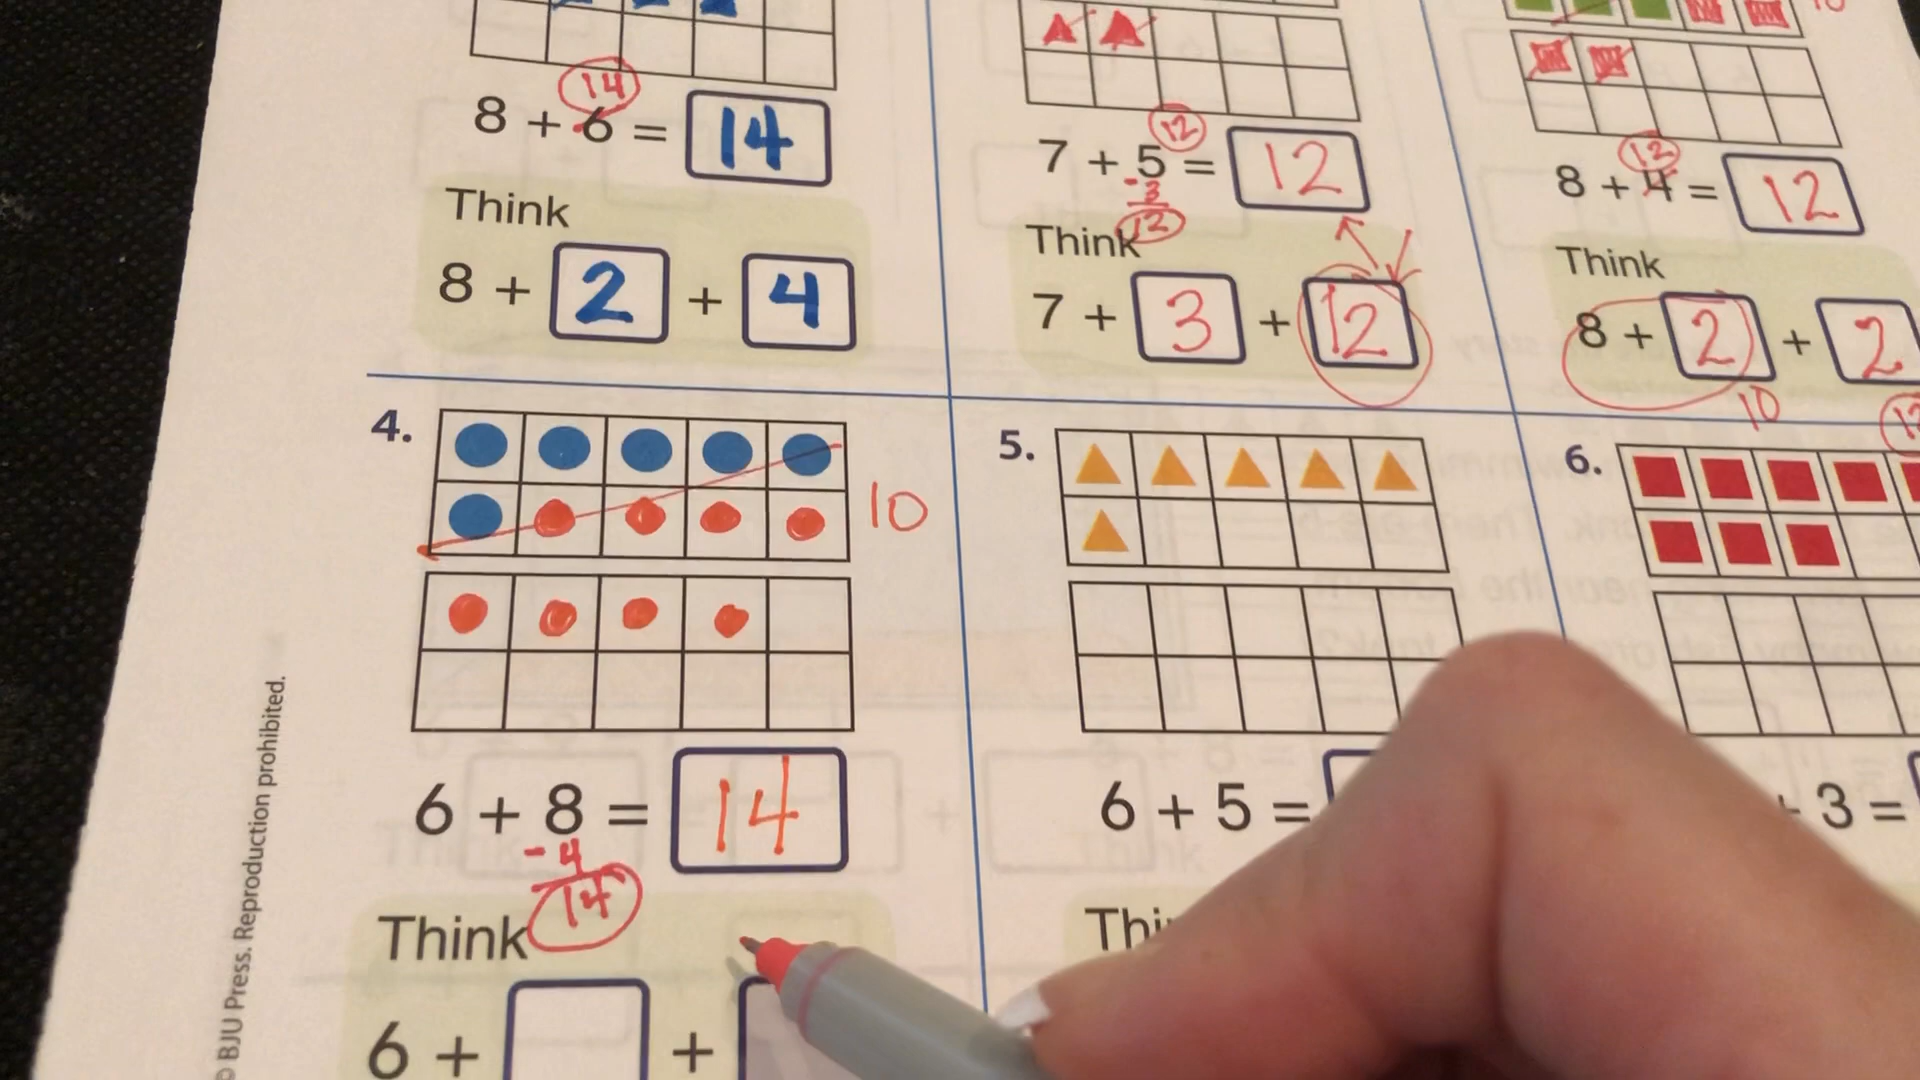 14
8 + 6 = 14
Think
8 + 2 + 4
12
7 + 5 = 12
- 3
12
Think
7 + 3 + 12
10
12
8 + 4 = 12
Think
8 + 2 + 2
10
12
4.
10
6 + 8 = 14
- 4
14
Think
6 + +
5.
6 + 5 =
6.
+ 3 =
BJU Press. Reproduction prohibited.